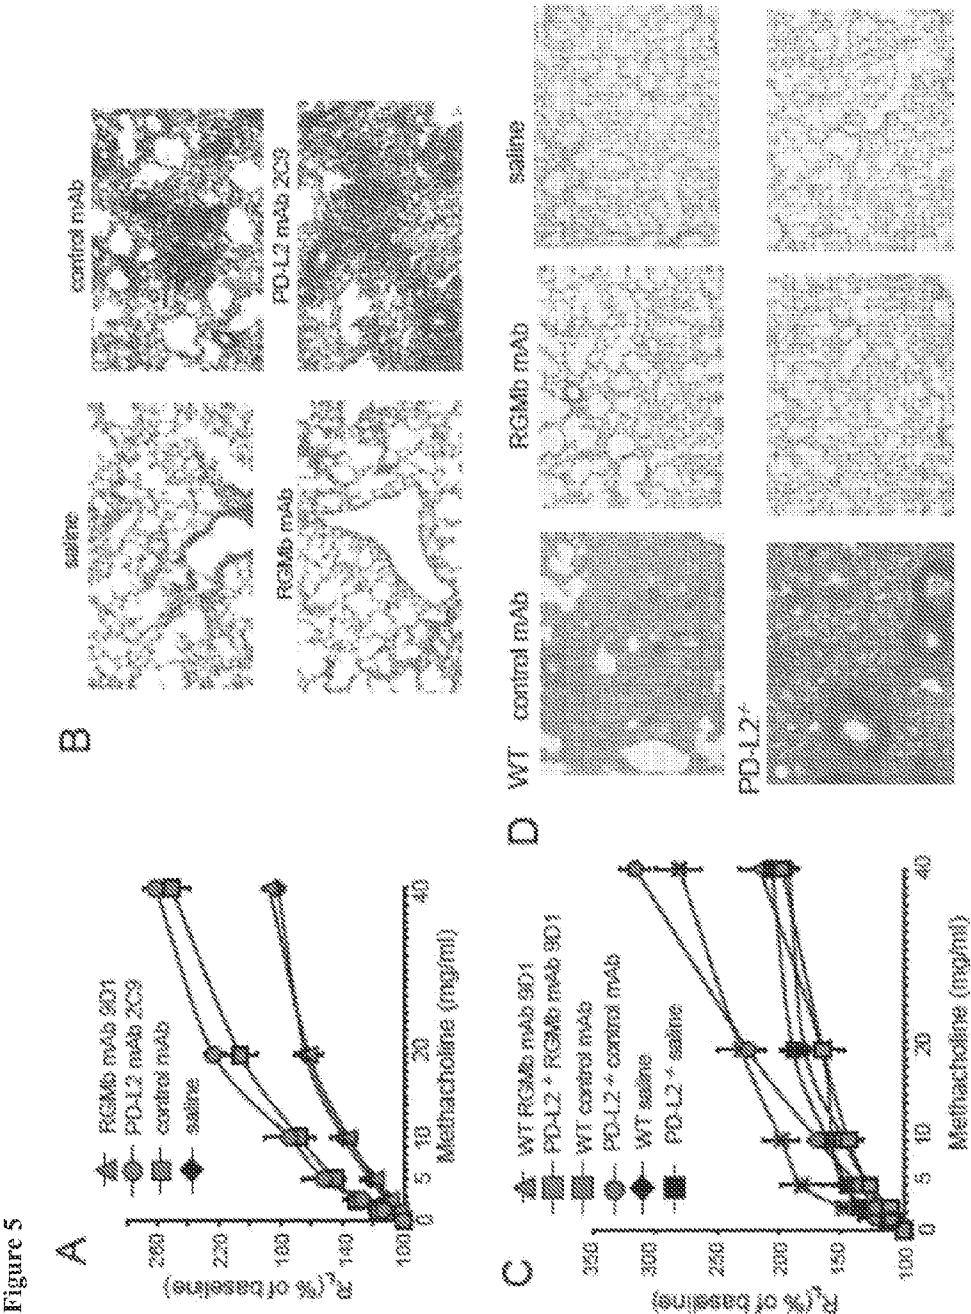 Figure 5
A
R_L(% of baseline)
260
220
180
140
100
RGMb mAb 9D1
PD-L2 mAb 2C9
control mAb
saline
0 5 10 20 40
Methacholine (mg/ml)
B
saline
control mAb
RGMb mAb
PD-L2 mAb 2C9
C
R_L(% of baseline)
350
300
250
200
150
100
WT RGMb mAb 9D1
PD-L2-/- RGMb mAb 9D1
WT control mAb
PD-L2-/- control mAb
WT saline
PD-L2-/- saline
0 5 10 20 40
Methacholine (mg/ml)
D
WT control mAb
RGMb mAb
saline
PD-L2-/-